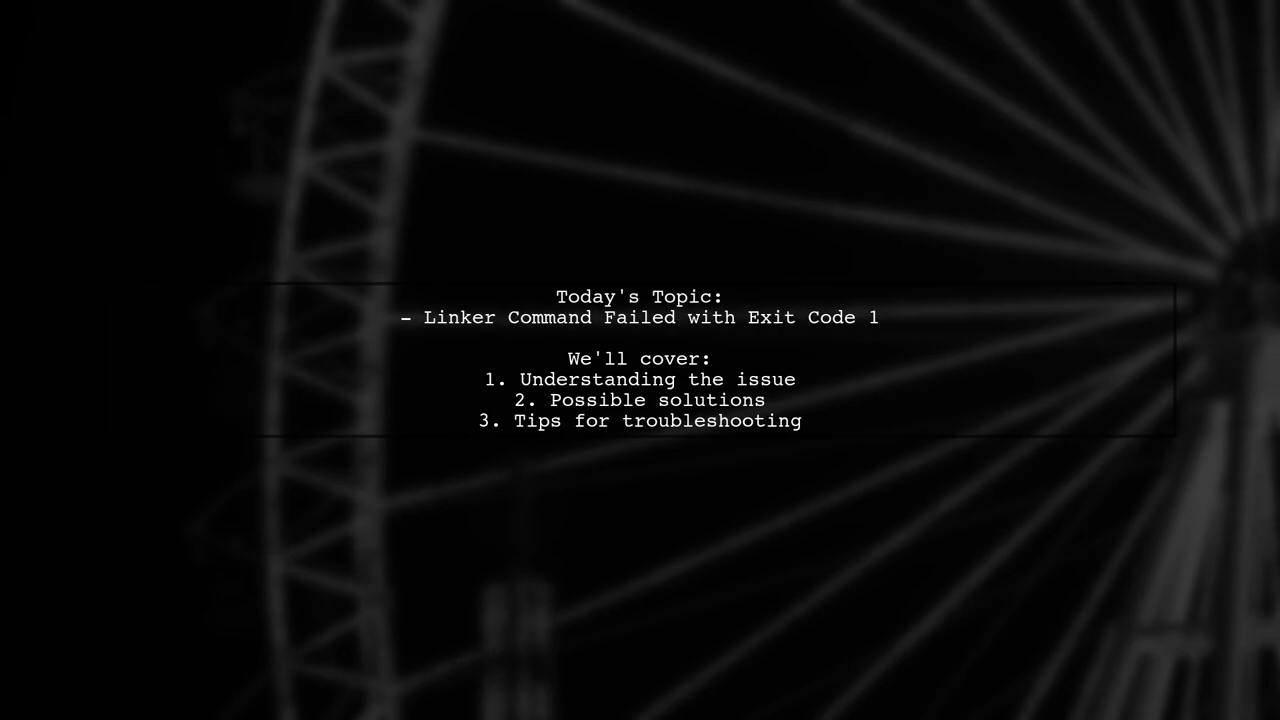 Today's Topic:
- Linker Command Failed with Exit Code 1
We'll cover:
1. Understanding the issue
2. Possible solutions
3. Tips for troubleshooting